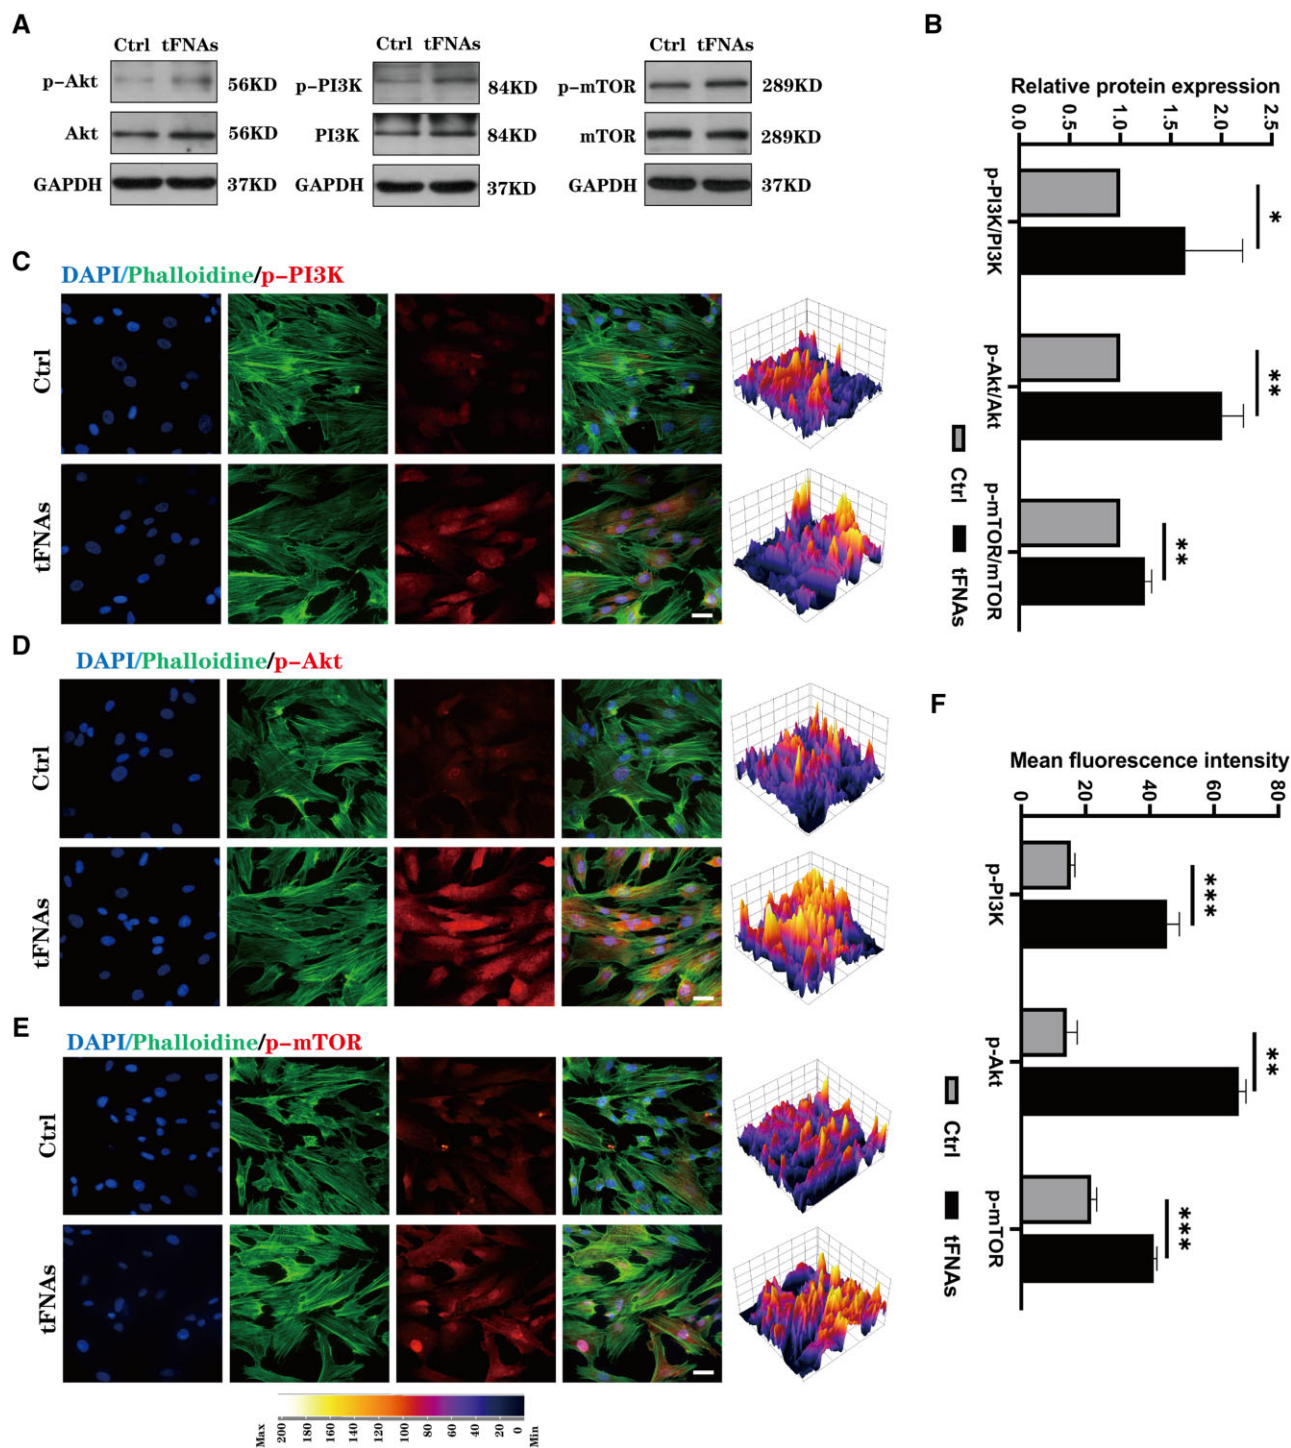 A
Ctrl tFNAs
p-Akt 56KD
Akt 56KD
GAPDH 37KD
Ctrl tFNAs
p-PI3K 84KD
PI3K 84KD
GAPDH 37KD
Ctrl tFNAs
p-mTOR 289KD
mTOR 289KD
GAPDH 37KD
B
Relative protein expression
0.0 0.5 1.0 1.5 2.0 2.5
p-PI3K/PI3K
*
p-Akt/Akt
**
p-mTOR/mTOR
**
Ctrl tFNAs
C
DAPI/Phalloidine/p-PI3K
Ctrl
tFNAs
D
DAPI/Phalloidine/p-Akt
Ctrl
tFNAs
E
DAPI/Phalloidine/p-mTOR
Ctrl
tFNAs
Max 200 180 160 140 120 100 80 60 40 20 0 Min
F
Mean fluorescence intensity
0 20 40 60 80
p-PI3K
***
p-Akt
**
p-mTOR
***
Ctrl tFNAs